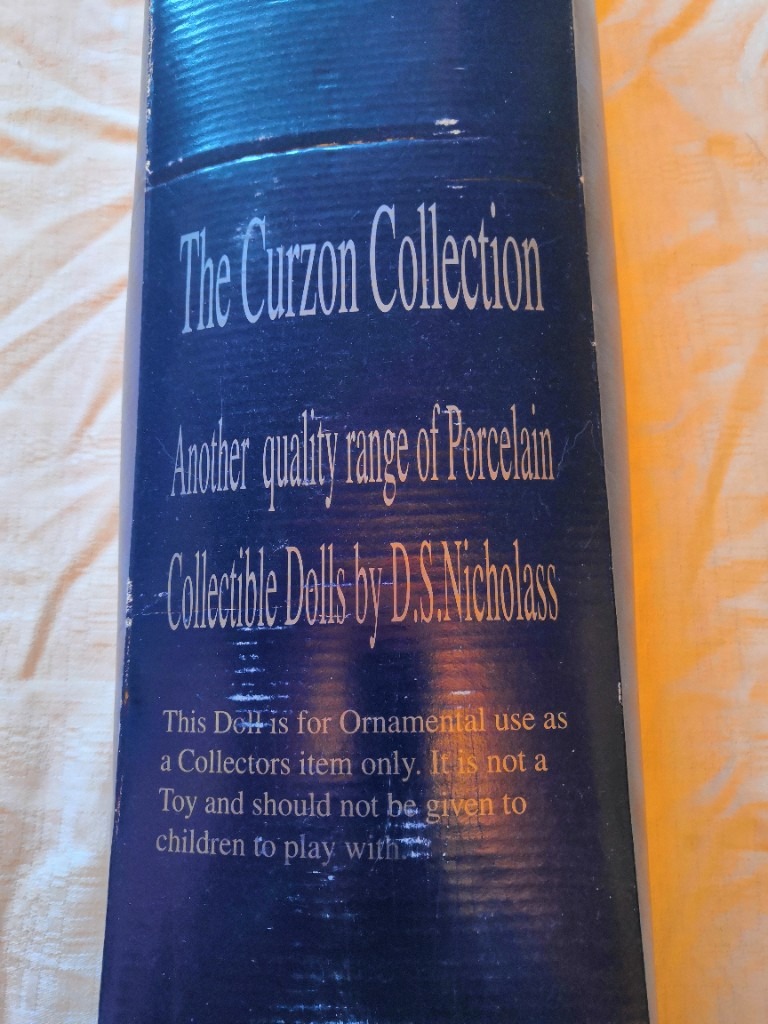 The Curzon Collection
Another quality range of Porcelain
Collectible Dolls by D.S.Nicholass
This Doll is for Ornamental use as
a Collectors item only. It is not a
Toy and should not be given to
children to play with.